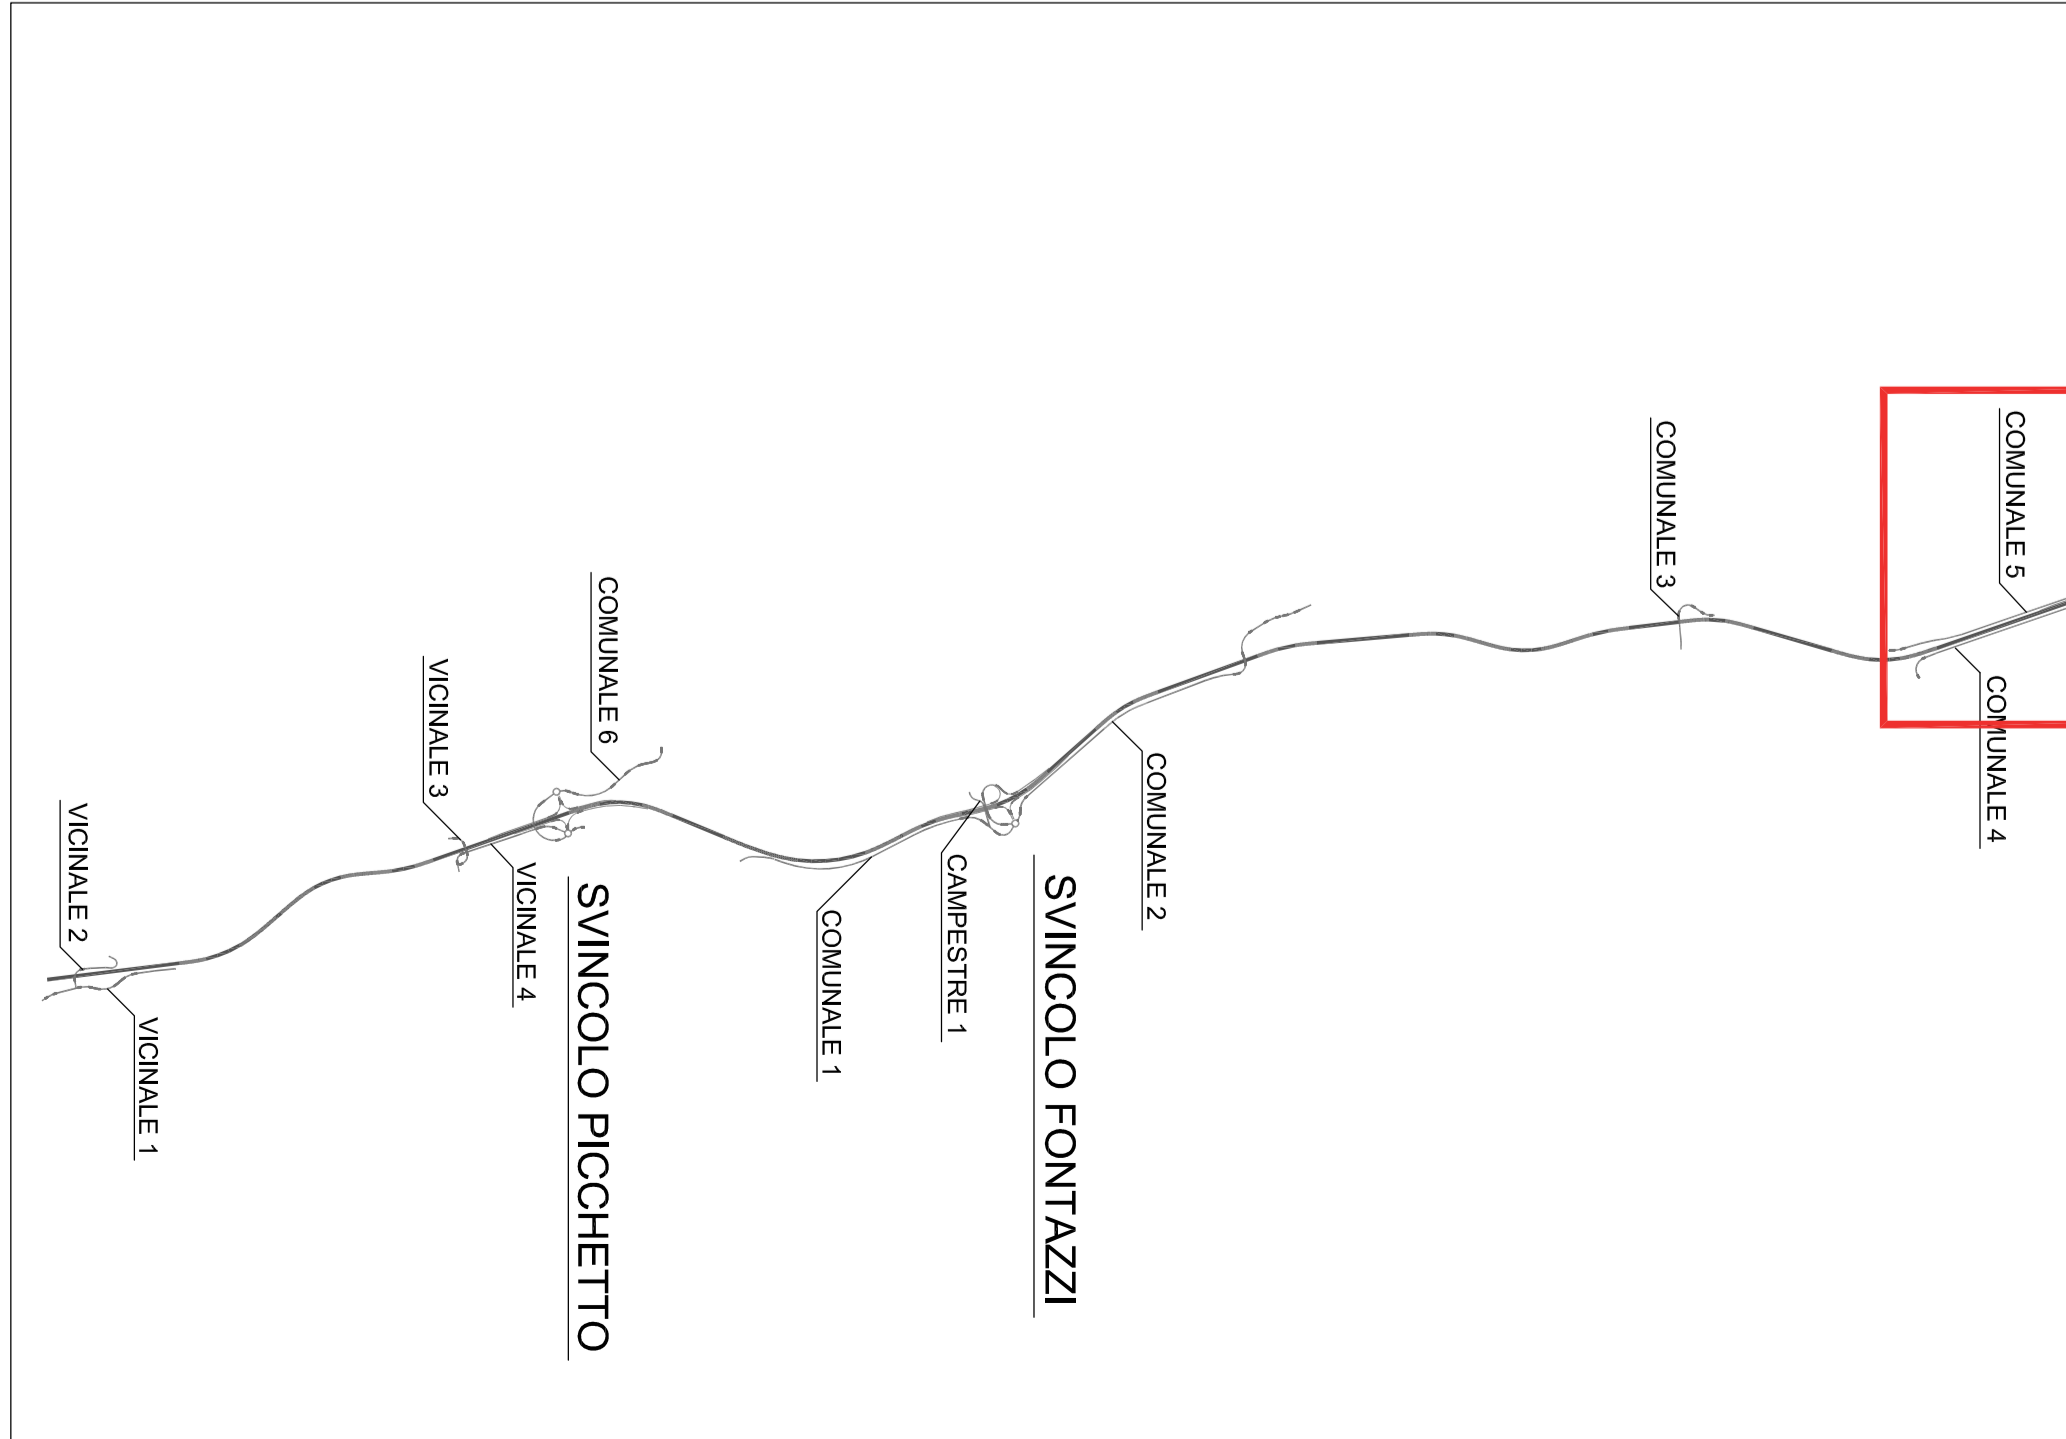 VICINALE 2
VICINALE 1
VICINALE 3
VICINALE 4
COMUNALE 6
SVINCOLO PICCHETTO
COMUNALE 1
CAMPESTRE 1
SVINCOLO FONTAZZI
COMUNALE 2
COMUNALE 3
COMUNALE 5
COMUNALE 4